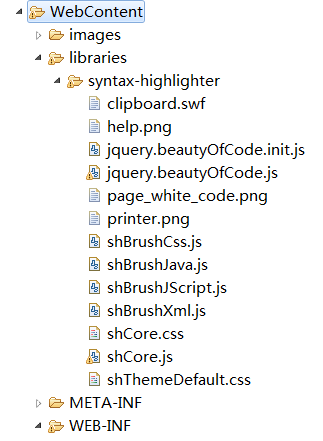 WebContent
images
libraries
syntax-highlighter
clipboard.swf
help.png
jquery.beautyOfCode.init.js
jquery.beautyOfCode.js
page_white_code.png
printer.png
shBrushCss.js
shBrushJava.js
shBrushJScript.js
shBrushXml.js
shCore.css
shCore.js
shThemeDefault.css
META-INF
WEB-INF